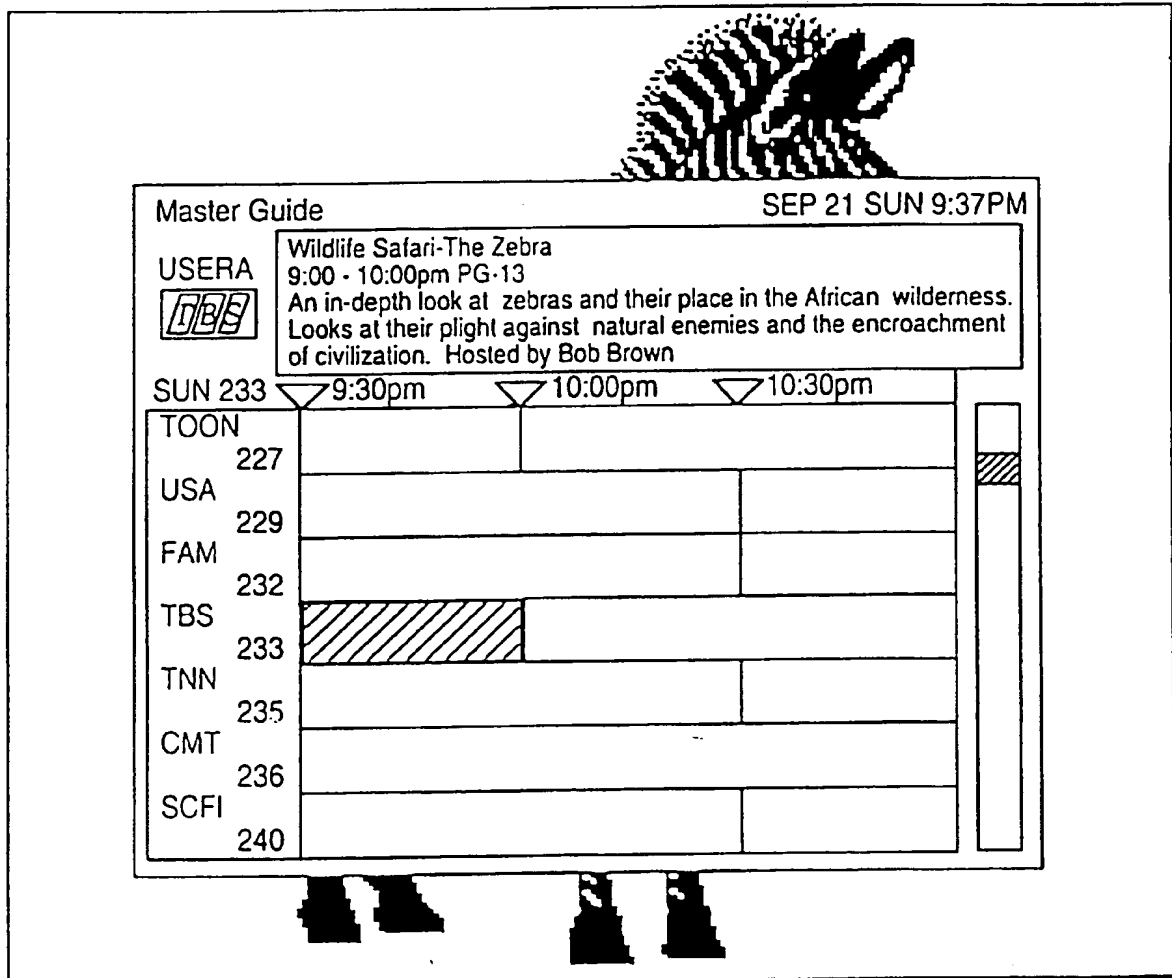 Master Guide
SEP 21 SUN 9:37PM
USERA
DBS
Wildlife Safari-The Zebra
9:00 - 10:00pm PG-13
An in-depth look at zebras and their place in the African wilderness.
Looks at their plight against natural enemies and the encroachment
of civilization. Hosted by Bob Brown
SUN 233 9:30pm 10:00pm 10:30pm
TOON
227
USA
229
FAM
232
TBS
233
TNN
235
CMT
236
SCFI
240